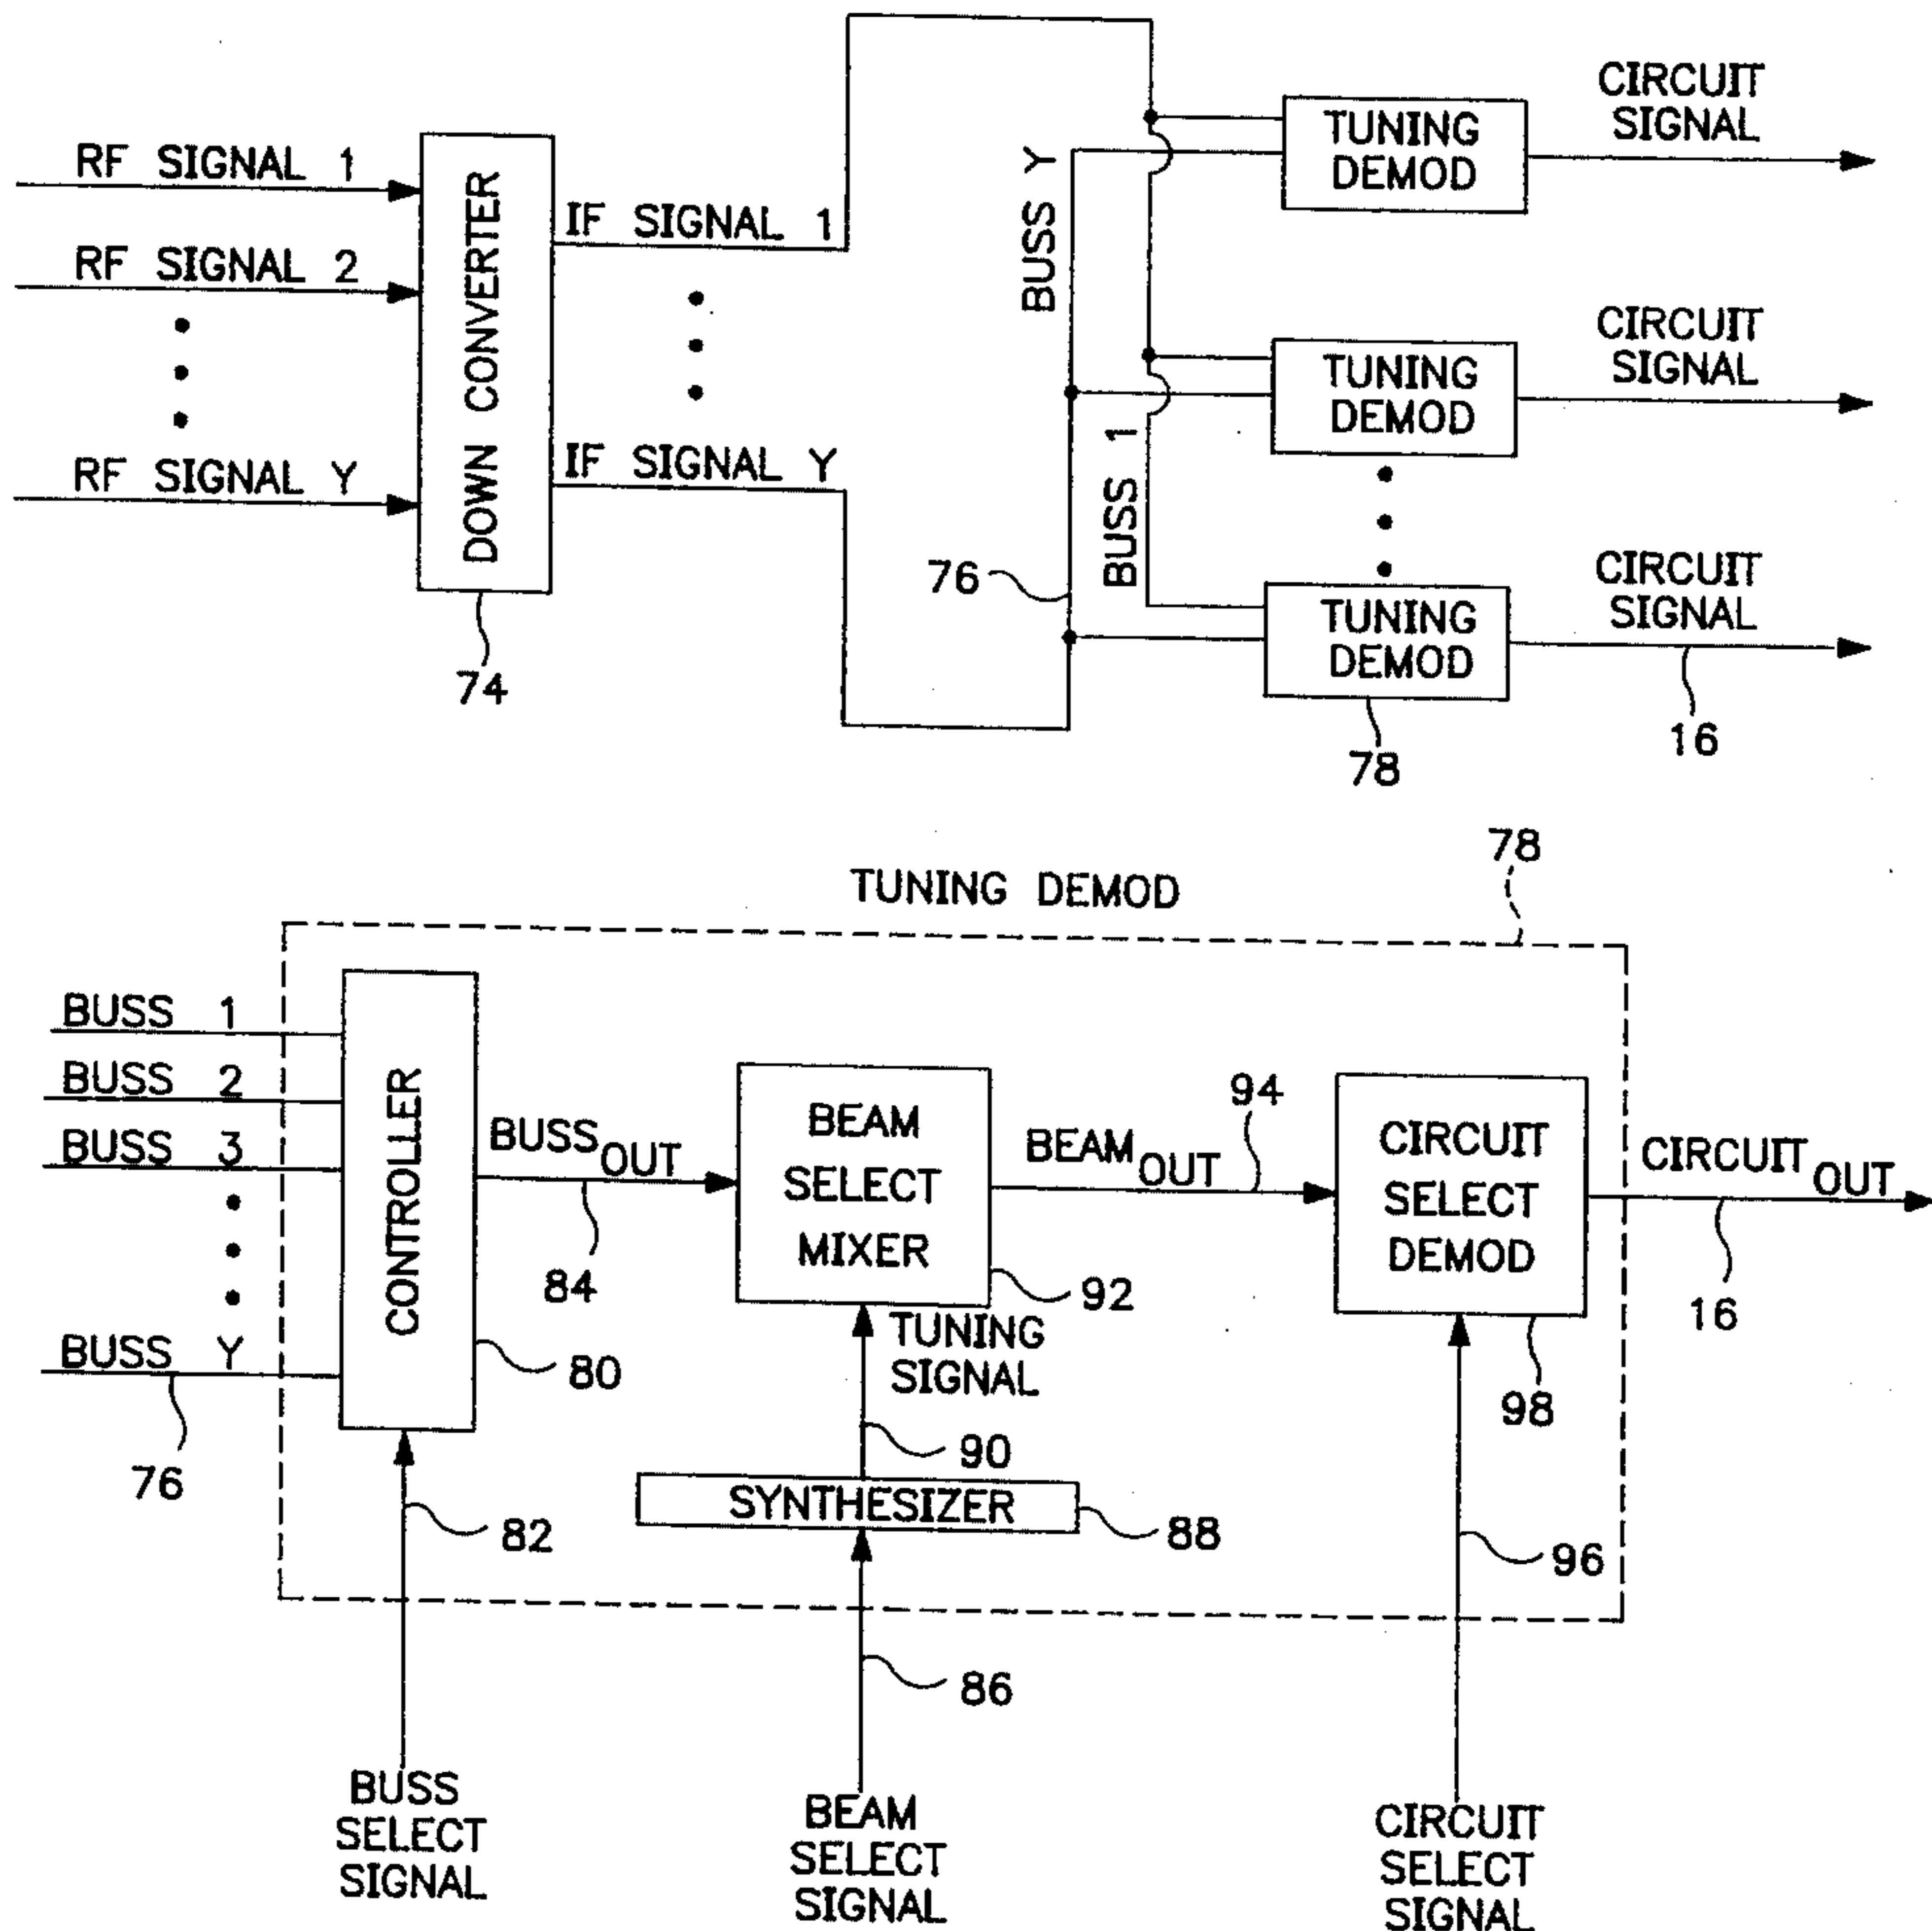 RF SIGNAL 1
RF SIGNAL 2
RF SIGNAL Y
DOWN CONVERTER
74
IF SIGNAL 1
IF SIGNAL Y
BUSS Y
BUSS 1
76
TUNING
DEMOD
CIRCUIT
SIGNAL
TUNING
DEMOD
CIRCUIT
SIGNAL
TUNING
DEMOD
CIRCUIT
SIGNAL
78
16
TUNING DEMOD
78
BUSS 1
BUSS 2
BUSS 3
BUSS Y
76
CONTROLLER
80
82
BUSS
SELECT
SIGNAL
BUSSOUT
84
BEAM
SELECT
MIXER
92
TUNING
SIGNAL
90
SYNTHESIZER
88
86
BEAM
SELECT
SIGNAL
BEAMOUT
94
CIRCUIT
SELECT
DEMOD
98
96
CIRCUIT
SELECT
SIGNAL
CIRCUITOUT
16